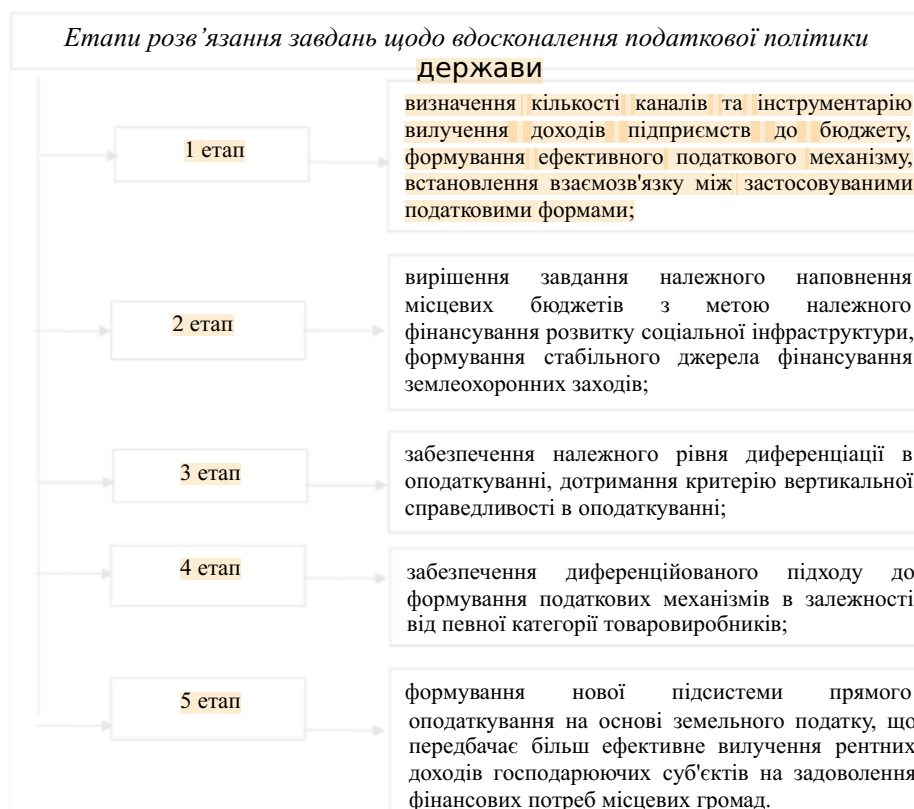 Етапи розв’язання завдань щодо вдосконалення податкової політики
держави
1 етап
визначення кількості каналів та інструментарію
вилучення доходів підприємств до бюджету,
формування ефективного податкового механізму,
встановлення взаємозв'язку між застосовуваними
податковими формами;
2 етап
вирішення завдання належного наповнення
місцевих бюджетів з метою належного
фінансування розвитку соціальної інфраструктури,
формування стабільного джерела фінансування
землеохоронних заходів;
3 етап
забезпечення належного рівня диференціації в
оподаткуванні, дотримання критерію вертикальної
справедливості в оподаткуванні;
4 етап
забезпечення диференційованого підходу до
формування податкових механізмів в залежності
від певної категорії товаровиробників;
5 етап
формування нової підсистеми прямого
оподаткування на основі земельного податку, що
передбачає більш ефективне вилучення рентних
доходів господарюючих суб'єктів на задоволення
фінансових потреб місцевих громад.